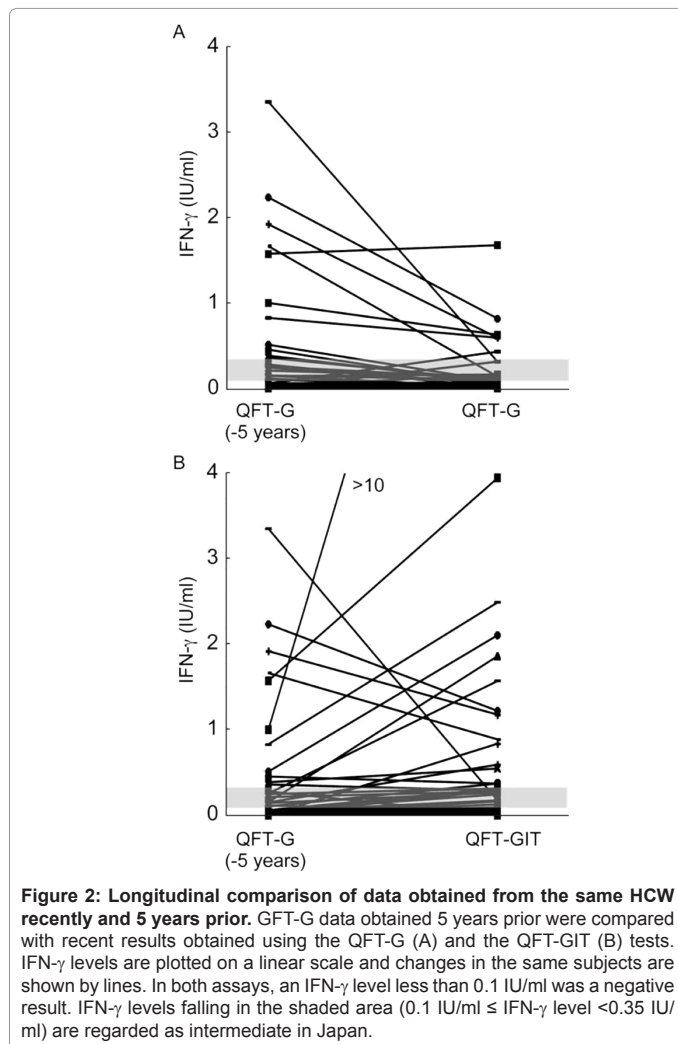 A
4
3
2
1
0
IFN-γ (IU/ml)
QFT-G
(-5 years)
QFT-G
B
4
3
2
1
0
IFN-γ (IU/ml)
>10
QFT-G
(-5 years)
QFT-GIT
Figure 2: Longitudinal comparison of data obtained from the same HCW
recently and 5 years prior. GFT-G data obtained 5 years prior were compared
with recent results obtained using the QFT-G (A) and the QFT-GIT (B) tests.
IFN-γ levels are plotted on a linear scale and changes in the same subjects are
shown by lines. In both assays, an IFN-γ level less than 0.1 IU/ml was a negative
result. IFN-γ levels falling in the shaded area (0.1 IU/ml ≤ IFN-γ level <0.35 IU/
ml) are regarded as intermediate in Japan.